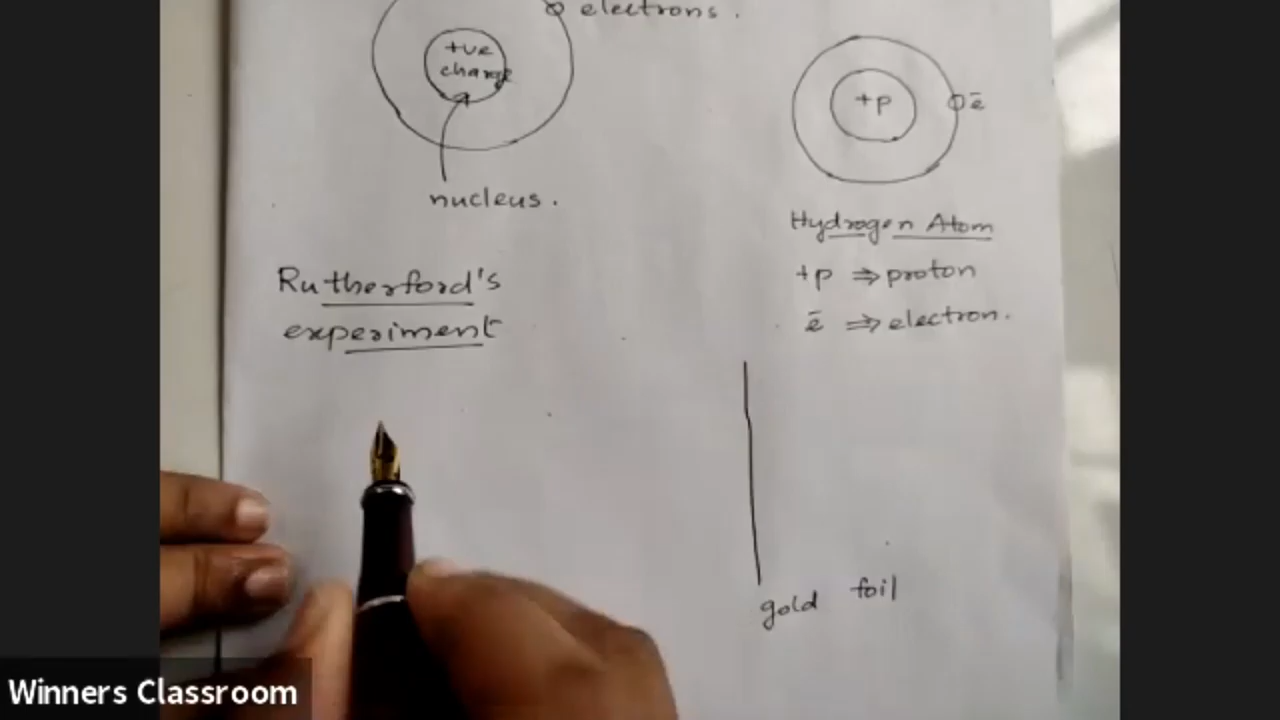 electrons.
+ve
charge
nucleus.
+p
ē
Hydrogen Atom
+p ⇒ proton
ē ⇒ electron.
Rutherford's
experiment
gold foil
Winners Classroom